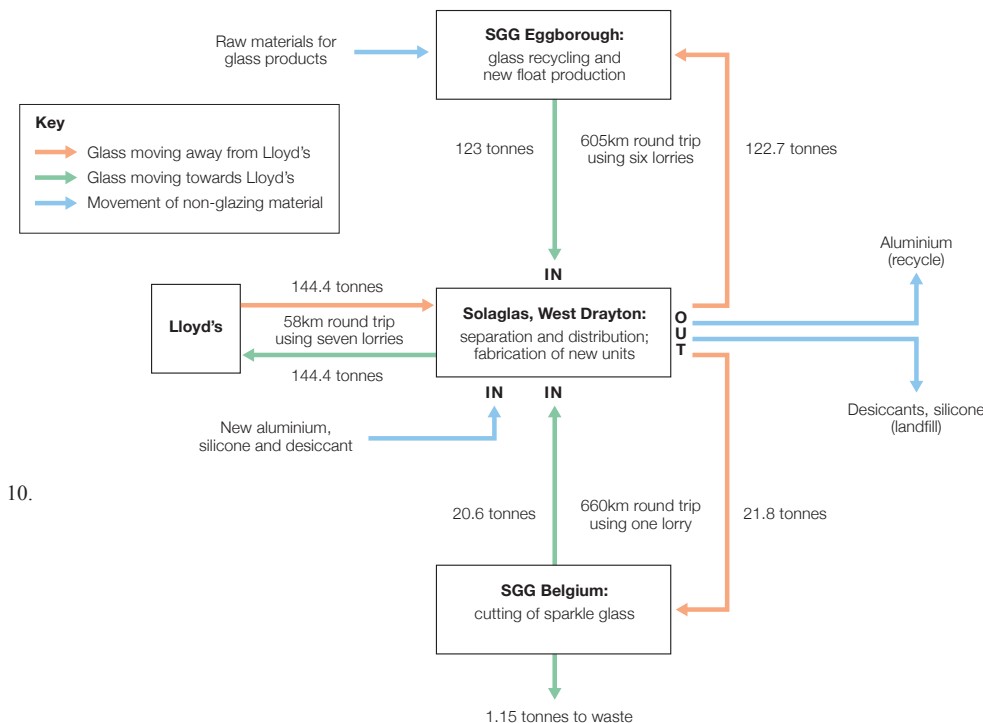 SGG Eggborough:
glass recycling and
new float production
Raw materials for
glass products
Key
Glass moving away from Lloyd's
Glass moving towards Lloyd's
Movement of non-glazing material
123 tonnes
605km round trip
using six lorries
122.7 tonnes
Aluminium
(recycle)
IN
144.4 tonnes
Lloyd's
58km round trip
using seven lorries
144.4 tonnes
Solaglas, West Drayton:
separation and distribution;
fabrication of new units
O
U
T
IN
IN
Desiccants, silicone
(landfill)
New aluminium,
silicone and desiccant
10.
20.6 tonnes
660km round trip
using one lorry
21.8 tonnes
SGG Belgium:
cutting of sparkle glass
1.15 tonnes to waste